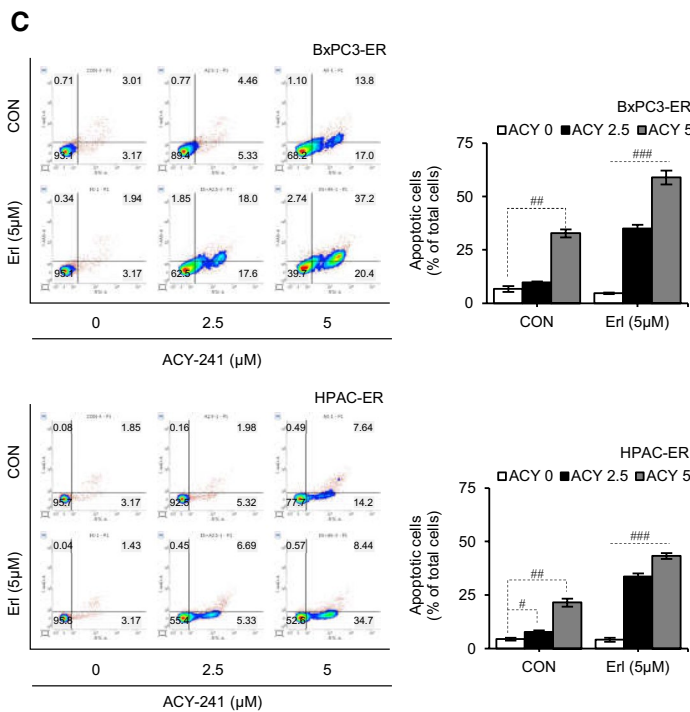 C
BxPC3-ER
CON
0.71 3.01 0.77 4.46 1.10 13.8
93.1 3.17 89.4 5.33 68.2 17.0
Erl (5µM)
0.34 1.94 1.85 18.0 2.74 37.2
95.1 3.17 62.5 17.6 39.7 20.4
0 2.5 5
ACY-241 (µM)
BxPC3-ER
ACY 0 ACY 2.5 ACY 5
Apoptotic cells
(% of total cells)
75
50
25
0
##
###
CON Erl (5µM)
HPAC-ER
CON
0.08 1.85 0.16 1.98 0.49 7.64
95.7 3.17 92.6 5.32 77.7 14.2
Erl (5µM)
0.04 1.43 0.45 6.69 0.57 8.44
3.17 55.4 5.33 52.6 34.7
0 2.5 5
ACY-241 (µM)
HPAC-ER
ACY 0 ACY 2.5 ACY 5
Apoptotic cells
(% of total cells)
75
50
25
0
#
##
###
CON Erl (5µM)